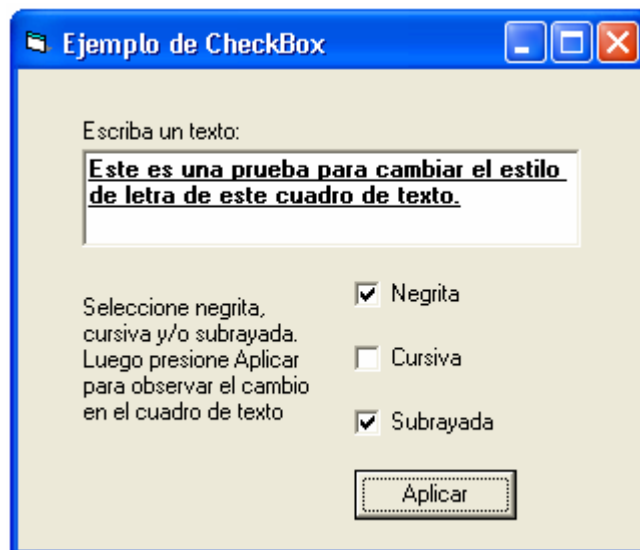 Ejemplo de CheckBox
Escriba un texto:
Este es una prueba para cambiar el estilo
de letra de este cuadro de texto.
Seleccione negrita,
cursiva y/o subrayada.
Luego presione Aplicar
para observar el cambio
en el cuadro de texto
Negrita
Cursiva
Subrayada
Aplicar